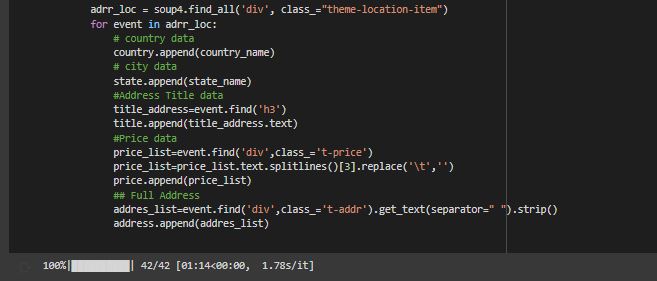 adrr_loc = soup4.find_all('div', class_="theme-location-item")
for event in adrr_loc:
# country data
country.append(country_name)
# city data
state.append(state_name)
#Address Title data
title_address=event.find('h3')
title.append(title_address.text)
#Price data
price_list=event.find('div',class_='t-price')
price_list=price_list.text.splitlines()[3].replace('\t','')
price.append(price_list)
## Full Address
addres_list=event.find('div',class_='t-addr').get_text(separator=" ").strip()
address.append(addres_list)
100%|██████████| 42/42 [01:14<00:00, 1.78s/it]